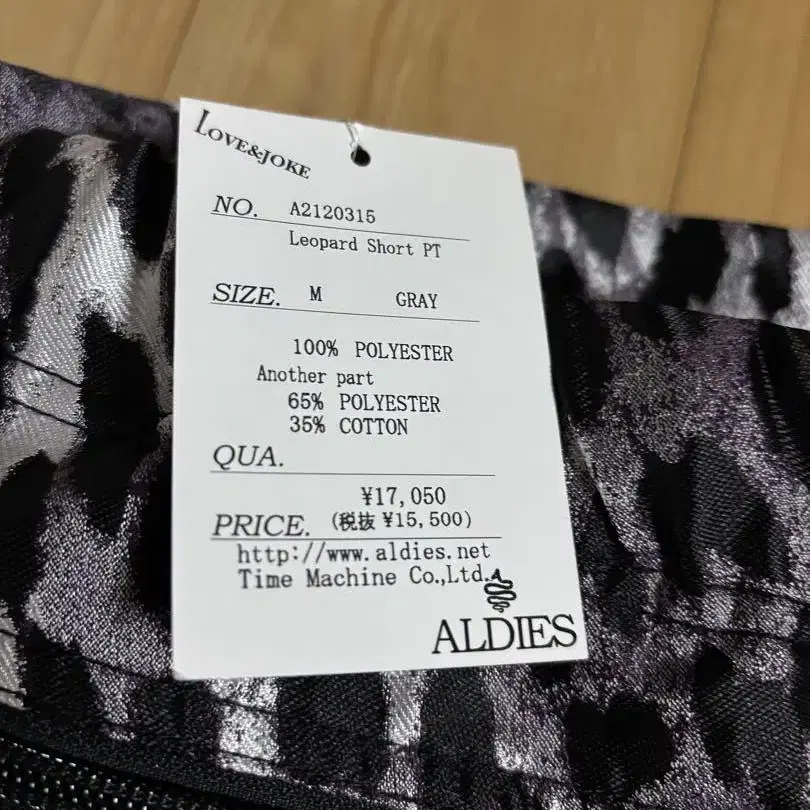 LOVE&JOKE
NO. A2120315
Leopard Short PT
SIZE. M GRAY
100% POLYESTER
Another part
65% POLYESTER
35% COTTON
QUA.
¥17,050
PRICE. (税抜 ¥15,500)
http://www.aldies.net
Time Machine Co.,Ltd.
ALDIES